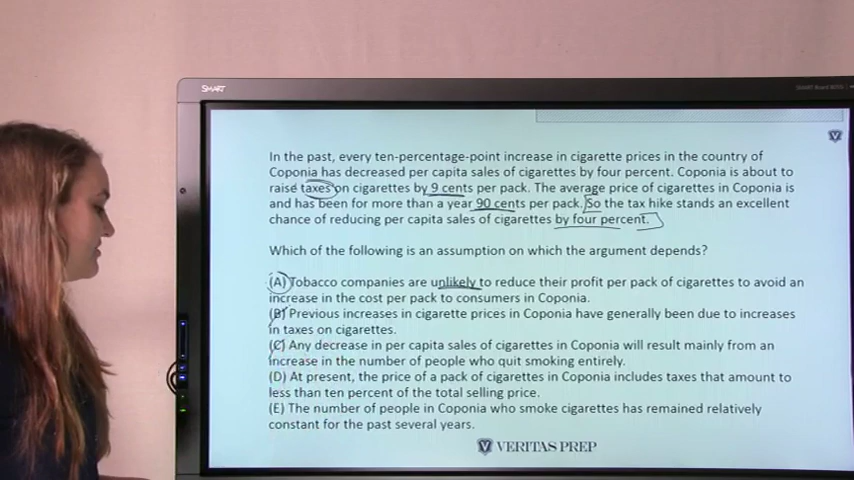 SMART
In the past, every ten-percentage-point increase in cigarette prices in the country of
Coponia has decreased per capita sales of cigarettes by four percent. Coponia is about to
raise taxes on cigarettes by 9 cents per pack. The average price of cigarettes in Coponia is
and has been for more than a year 90 cents per pack. So the tax hike stands an excellent
chance of reducing per capita sales of cigarettes by four percent.
Which of the following is an assumption on which the argument depends?
(A) Tobacco companies are unlikely to reduce their profit per pack of cigarettes to avoid an
increase in the cost per pack to consumers in Coponia.
(B) Previous increases in cigarette prices in Coponia have generally been due to increases
in taxes on cigarettes.
(C) Any decrease in per capita sales of cigarettes in Coponia will result mainly from an
increase in the number of people who quit smoking entirely.
(D) At present, the price of a pack of cigarettes in Coponia includes taxes that amount to
less than ten percent of the total selling price.
(E) The number of people in Coponia who smoke cigarettes has remained relatively
constant for the past several years.
VERITAS PREP